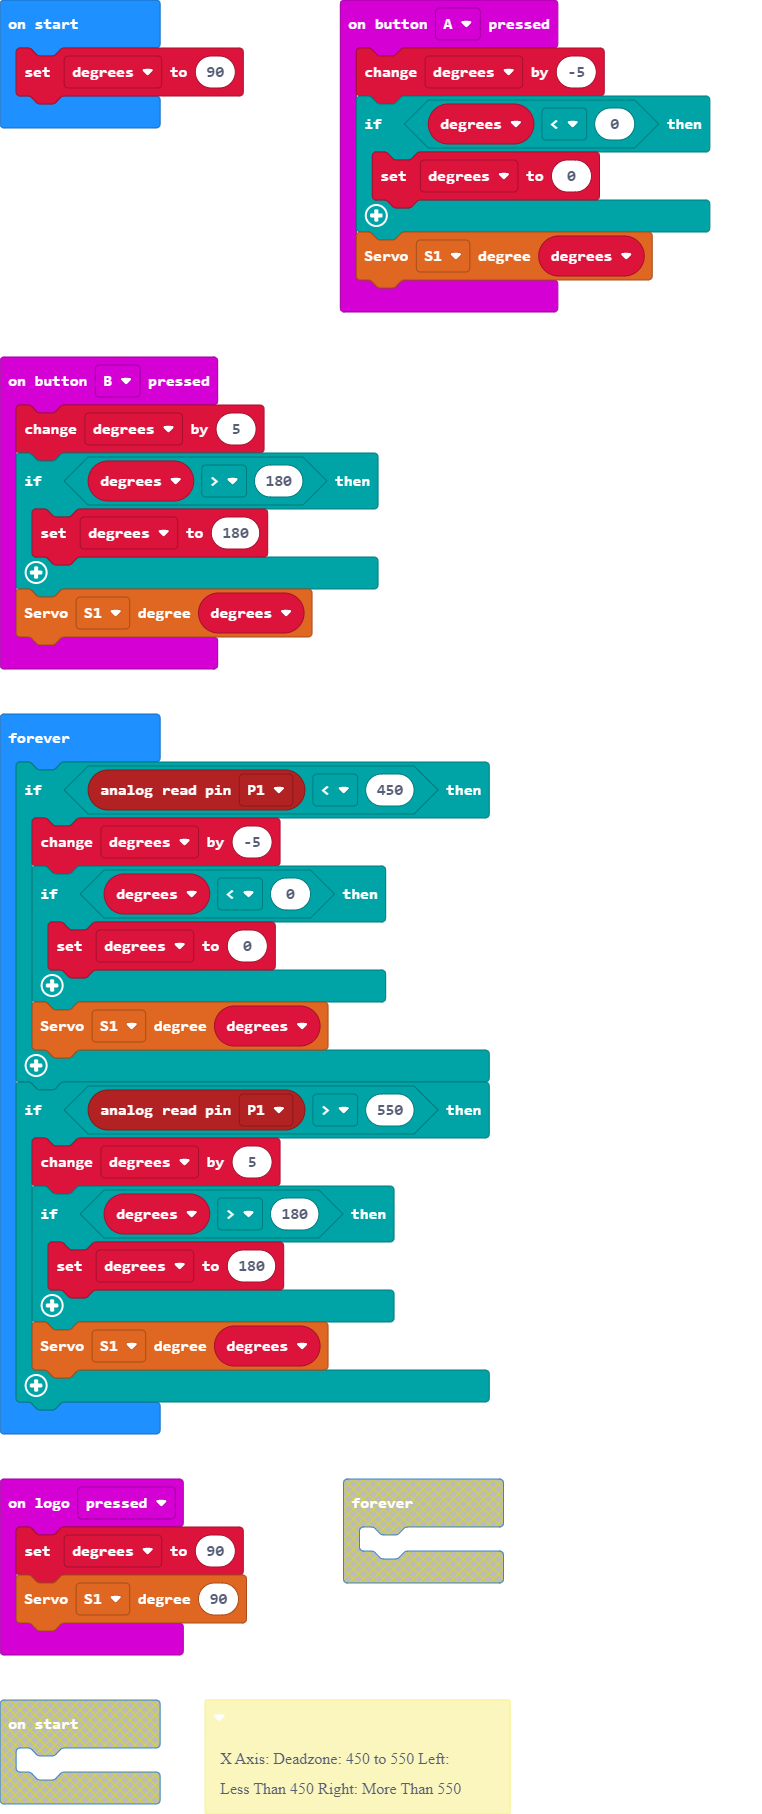 on start
set degrees to 90
on button A pressed
change degrees by -5
if degrees < 0 then
set degrees to 0
Servo S1 degree degrees
on button B pressed
change degrees by 5
if degrees > 180 then
set degrees to 180
Servo S1 degree degrees
forever
if analog read pin P1 < 450 then
change degrees by -5
if degrees < 0 then
set degrees to 0
Servo S1 degree degrees
if analog read pin P1 > 550 then
change degrees by 5
if degrees > 180 then
set degrees to 180
Servo S1 degree degrees
on logo pressed
set degrees to 90
Servo S1 degree 90
forever
on start
X Axis: Deadzone: 450 to 550 Left:
Less Than 450 Right: More Than 550